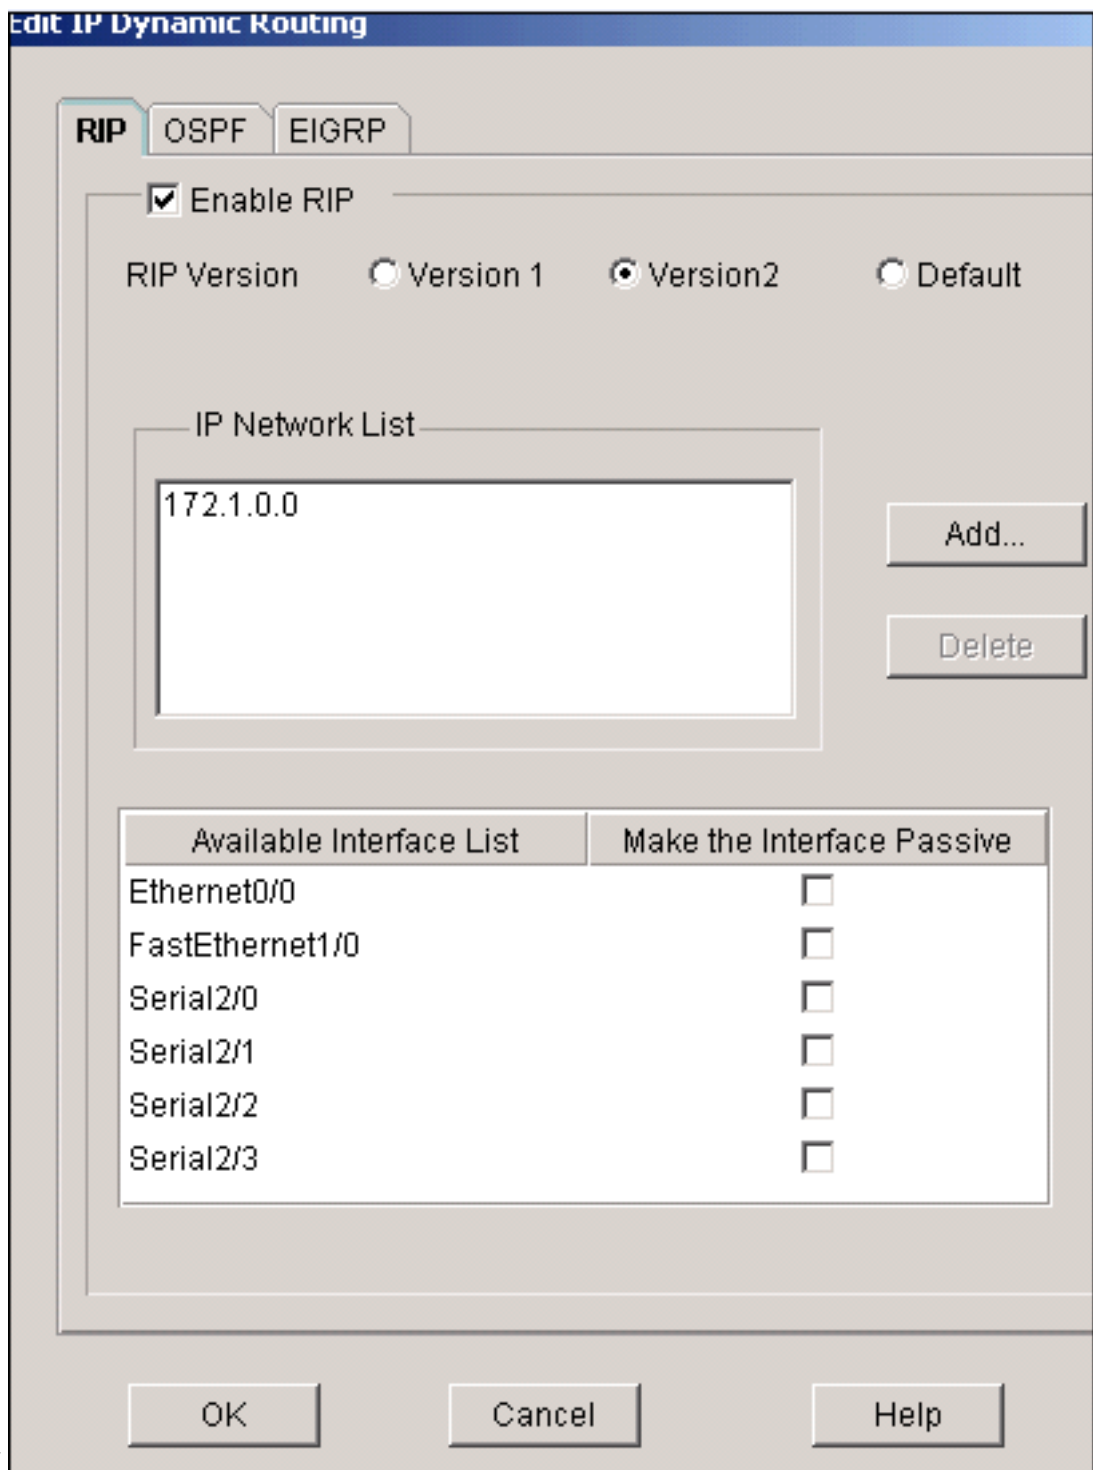 Edit IP Dynamic Routing
RIP OSPF EIGRP
Enable RIP
RIP Version Version 1 Version2 Default
IP Network List
172.1.0.0
Add...
Delete
Available Interface List Make the Interface Passive
Ethernet0/0
FastEthernet1/0
Serial2/0
Serial2/1
Serial2/2
Serial2/3
OK Cancel Help